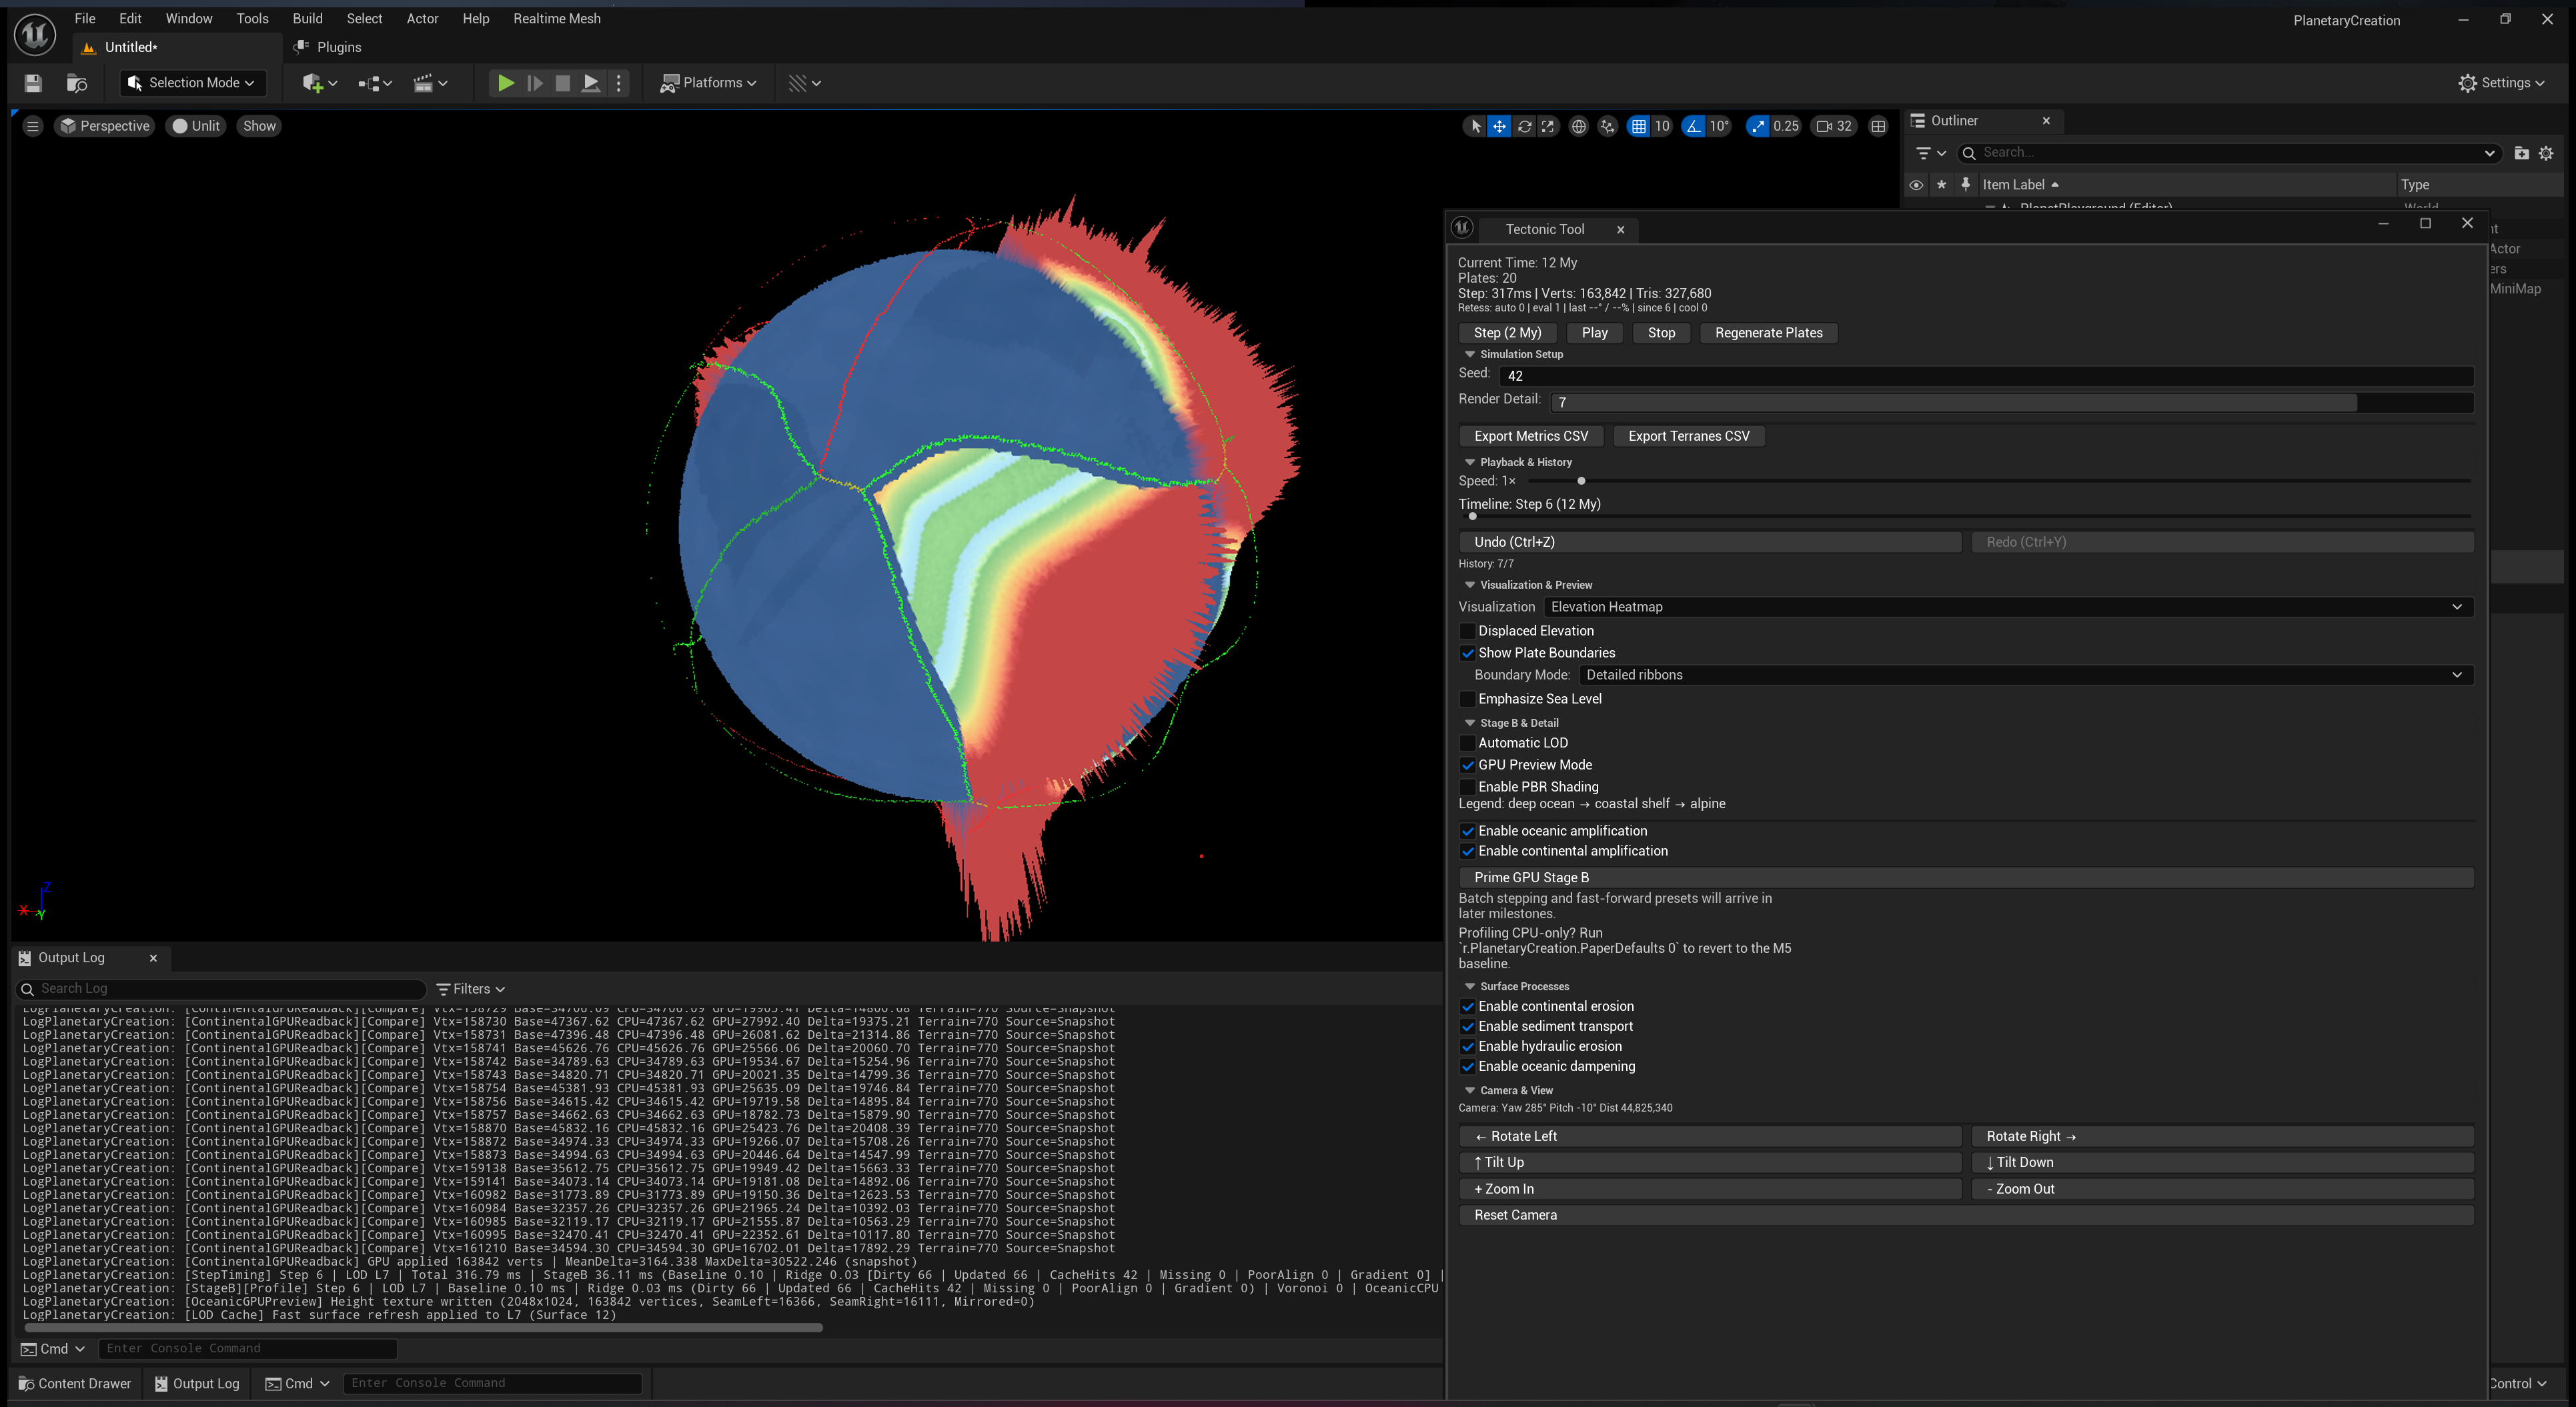 File Edit Window Tools Build Select Actor Help Realtime Mesh
PlanetaryCreation
Untitled*
Plugins
Selection Mode
Platforms
Settings
Perspective
Unlit
Show
10
10°
0.25
32
Outliner
Search...
Item Label
Type
PlanetPlayground (Editor)
World
Actor
MiniMap
Tectonic Tool
Current Time: 12 My
Plates: 20
Step: 317ms | Verts: 163,842 | Tris: 327,680
Retess: auto 0 | eval 1 | last --° / --% | since 6 | cool 0
Step (2 My)
Play
Stop
Regenerate Plates
Simulation Setup
Seed: 42
Render Detail: 7
Export Metrics CSV
Export Terranes CSV
Playback & History
Speed: 1×
Timeline: Step 6 (12 My)
Undo (Ctrl+Z)
Redo (Ctrl+Y)
History: 7/7
Visualization & Preview
Visualization Elevation Heatmap
Displaced Elevation
Show Plate Boundaries
Boundary Mode: Detailed ribbons
Emphasize Sea Level
Stage B & Detail
Automatic LOD
GPU Preview Mode
Enable PBR Shading
Legend: deep ocean → coastal shelf → alpine
Enable oceanic amplification
Enable continental amplification
Prime GPU Stage B
Batch stepping and fast-forward presets will arrive in
later milestones.
Profiling CPU-only? Run
`r.PlanetaryCreation.PaperDefaults 0` to revert to the M5
baseline.
Surface Processes
Enable continental erosion
Enable sediment transport
Enable hydraulic erosion
Enable oceanic dampening
Camera & View
Camera: Yaw 285° Pitch -10° Dist 44,825,340
← Rotate Left
Rotate Right →
↑ Tilt Up
↓ Tilt Down
+ Zoom In
- Zoom Out
Reset Camera
Z
X
Y
Output Log
Search Log
Filters
LogPlanetaryCreation: [ContinentalGPUReadback][Compare] Vtx=158730 Base=47367.62 CPU=47367.62 GPU=27992.40 Delta=19375.21 Terrain=770 Source=Snapshot
LogPlanetaryCreation: [ContinentalGPUReadback][Compare] Vtx=158731 Base=47396.48 CPU=47396.48 GPU=26081.62 Delta=21314.86 Terrain=770 Source=Snapshot
LogPlanetaryCreation: [ContinentalGPUReadback][Compare] Vtx=158741 Base=45626.76 CPU=45626.76 GPU=25566.06 Delta=20060.70 Terrain=770 Source=Snapshot
LogPlanetaryCreation: [ContinentalGPUReadback][Compare] Vtx=158742 Base=34789.63 CPU=34789.63 GPU=19534.67 Delta=15254.96 Terrain=770 Source=Snapshot
LogPlanetaryCreation: [ContinentalGPUReadback][Compare] Vtx=158743 Base=34820.71 CPU=34820.71 GPU=20021.35 Delta=14799.36 Terrain=770 Source=Snapshot
LogPlanetaryCreation: [ContinentalGPUReadback][Compare] Vtx=158754 Base=45381.93 CPU=45381.93 GPU=25635.09 Delta=19746.84 Terrain=770 Source=Snapshot
LogPlanetaryCreation: [ContinentalGPUReadback][Compare] Vtx=158756 Base=34615.42 CPU=34615.42 GPU=19719.58 Delta=14895.84 Terrain=770 Source=Snapshot
LogPlanetaryCreation: [ContinentalGPUReadback][Compare] Vtx=158757 Base=34662.63 CPU=34662.63 GPU=18782.73 Delta=15879.90 Terrain=770 Source=Snapshot
LogPlanetaryCreation: [ContinentalGPUReadback][Compare] Vtx=158870 Base=45832.16 CPU=45832.16 GPU=25423.76 Delta=20408.39 Terrain=770 Source=Snapshot
LogPlanetaryCreation: [ContinentalGPUReadback][Compare] Vtx=158872 Base=34974.33 CPU=34974.33 GPU=19266.07 Delta=15708.26 Terrain=770 Source=Snapshot
LogPlanetaryCreation: [ContinentalGPUReadback][Compare] Vtx=158873 Base=34994.63 CPU=34994.63 GPU=20446.64 Delta=14547.99 Terrain=770 Source=Snapshot
LogPlanetaryCreation: [ContinentalGPUReadback][Compare] Vtx=159138 Base=35612.75 CPU=35612.75 GPU=19949.42 Delta=15663.33 Terrain=770 Source=Snapshot
LogPlanetaryCreation: [ContinentalGPUReadback][Compare] Vtx=159141 Base=34073.14 CPU=34073.14 GPU=19181.08 Delta=14892.06 Terrain=770 Source=Snapshot
LogPlanetaryCreation: [ContinentalGPUReadback][Compare] Vtx=160982 Base=31773.89 CPU=31773.89 GPU=19150.36 Delta=12623.53 Terrain=770 Source=Snapshot
LogPlanetaryCreation: [ContinentalGPUReadback][Compare] Vtx=160984 Base=32357.26 CPU=32357.26 GPU=21965.24 Delta=10392.03 Terrain=770 Source=Snapshot
LogPlanetaryCreation: [ContinentalGPUReadback][Compare] Vtx=160985 Base=32119.17 CPU=32119.17 GPU=21555.87 Delta=10563.29 Terrain=770 Source=Snapshot
LogPlanetaryCreation: [ContinentalGPUReadback][Compare] Vtx=160995 Base=32470.41 CPU=32470.41 GPU=22352.61 Delta=10117.80 Terrain=770 Source=Snapshot
LogPlanetaryCreation: [ContinentalGPUReadback][Compare] Vtx=161210 Base=34594.30 CPU=34594.30 GPU=16702.01 Delta=17892.29 Terrain=770 Source=Snapshot
LogPlanetaryCreation: [ContinentalGPUReadback] GPU applied 163842 verts | MeanDelta=3164.338 MaxDelta=30522.246 (snapshot)
LogPlanetaryCreation: [StepTiming] Step 6 | LOD L7 | Total 316.79 ms | StageB 36.11 ms (Baseline 0.10 | Ridge 0.03 [Dirty 66 | Updated 66 | CacheHits 42 | Missing 0 | PoorAlign 0 | Gradient 0] |
LogPlanetaryCreation: [StageB][Profile] Step 6 | LOD L7 | Baseline 0.10 ms | Ridge 0.03 ms (Dirty 66 | Updated 66 | CacheHits 42 | Missing 0 | PoorAlign 0 | Gradient 0) | Voronoi 0 | OceanicCPU
LogPlanetaryCreation: [OceanicGPUPreview] Height texture written (2048x1024, 163842 vertices, SeamLeft=16366, SeamRight=16111, Mirrored=0)
LogPlanetaryCreation: [LOD Cache] Fast surface refresh applied to L7 (Surface 12)
Cmd
Enter Console Command
Content Drawer
Output Log
Cmd
Enter Console Command
Control